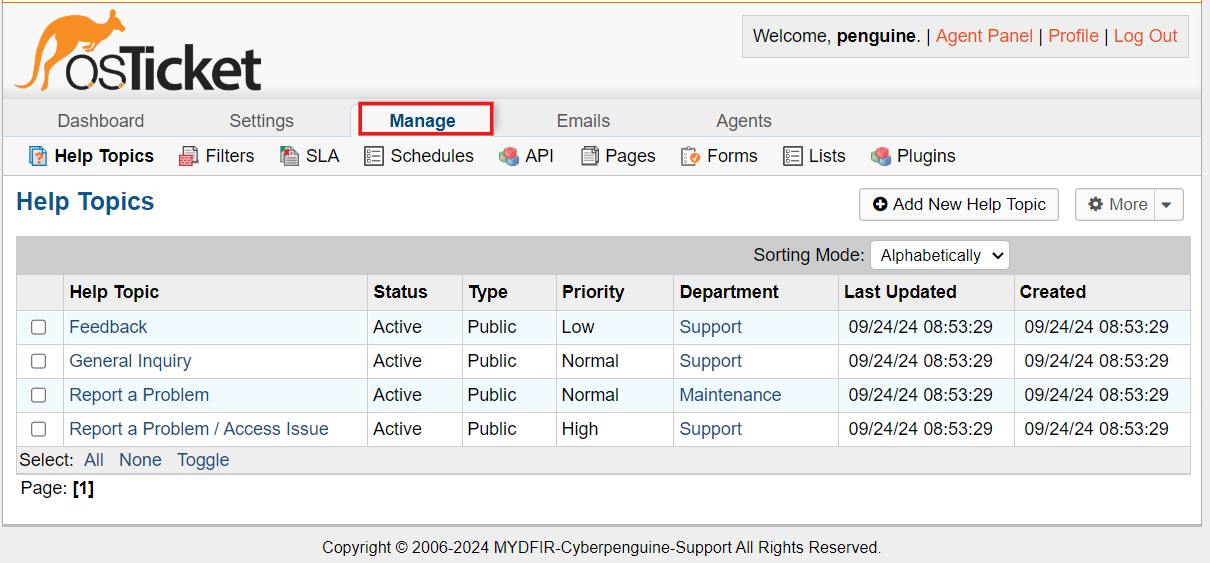 osTicket
Welcome, penguine. | Agent Panel | Profile | Log Out
Dashboard Settings Manage Emails Agents
Help Topics Filters SLA Schedules API Pages Forms Lists Plugins
Help Topics
Add New Help Topic More
Sorting Mode: Alphabetically
Help Topic Status Type Priority Department Last Updated Created
Feedback Active Public Low Support 09/24/24 08:53:29 09/24/24 08:53:29
General Inquiry Active Public Normal Support 09/24/24 08:53:29 09/24/24 08:53:29
Report a Problem Active Public Normal Maintenance 09/24/24 08:53:29 09/24/24 08:53:29
Report a Problem / Access Issue Active Public High Support 09/24/24 08:53:29 09/24/24 08:53:29
Select: All None Toggle
Page: [1]
Copyright © 2006-2024 MYDFIR-Cyberpenguine-Support All Rights Reserved.